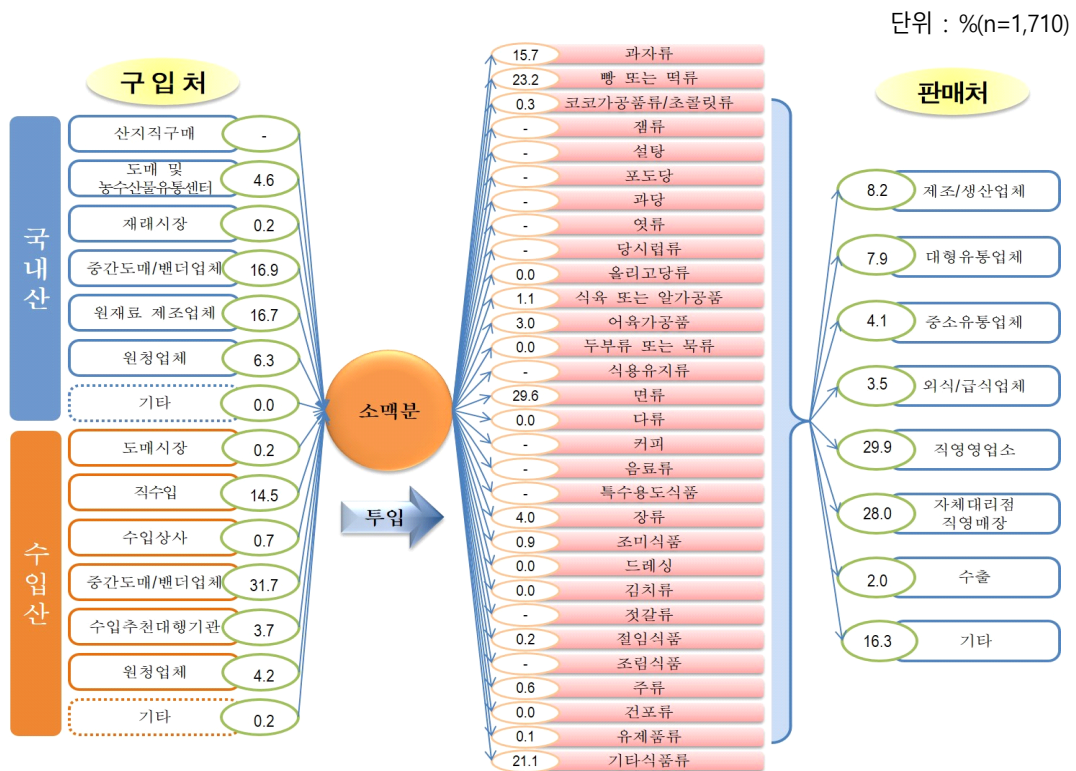 단위 : %(n=1,710)
구입처
국내산
산지직구매
-
도매 및
농수산물유통센터
4.6
재래시장
0.2
중간도매/밴더업체
16.9
원재료 제조업체
16.7
원청업체
6.3
기타
0.0
수입산
도매시장
0.2
직수입
14.5
수입상사
0.7
중간도매/밴더업체
31.7
수입추천대행기관
3.7
원청업체
4.2
기타
0.2
소맥분
투입
15.7 과자류
23.2 빵 또는 떡류
0.3 코코가공품류/초콜릿류
- 잼류
- 설탕
- 포도당
- 과당
- 엿류
- 당시럽류
0.0 올리고당류
1.1 식육 또는 알가공품
3.0 어육가공품
0.0 두부류 또는 묵류
- 식용유지류
29.6 면류
0.0 다류
- 커피
- 음료류
- 특수용도식품
4.0 장류
0.9 조미식품
0.0 드레싱
0.0 김치류
- 젓갈류
0.2 절임식품
- 조림식품
0.6 주류
0.0 건포류
0.1 유제품류
21.1 기타식품류
판매처
8.2 제조/생산업체
7.9 대형유통업체
4.1 중소유통업체
3.5 외식/급식업체
29.9 직영영업소
28.0 자체대리점
직영매장
2.0 수출
16.3 기타